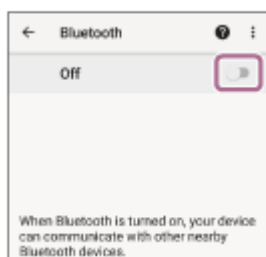 Bluetooth
Off
When Bluetooth is turned on, your device
can communicate with other nearby
Bluetooth devices.